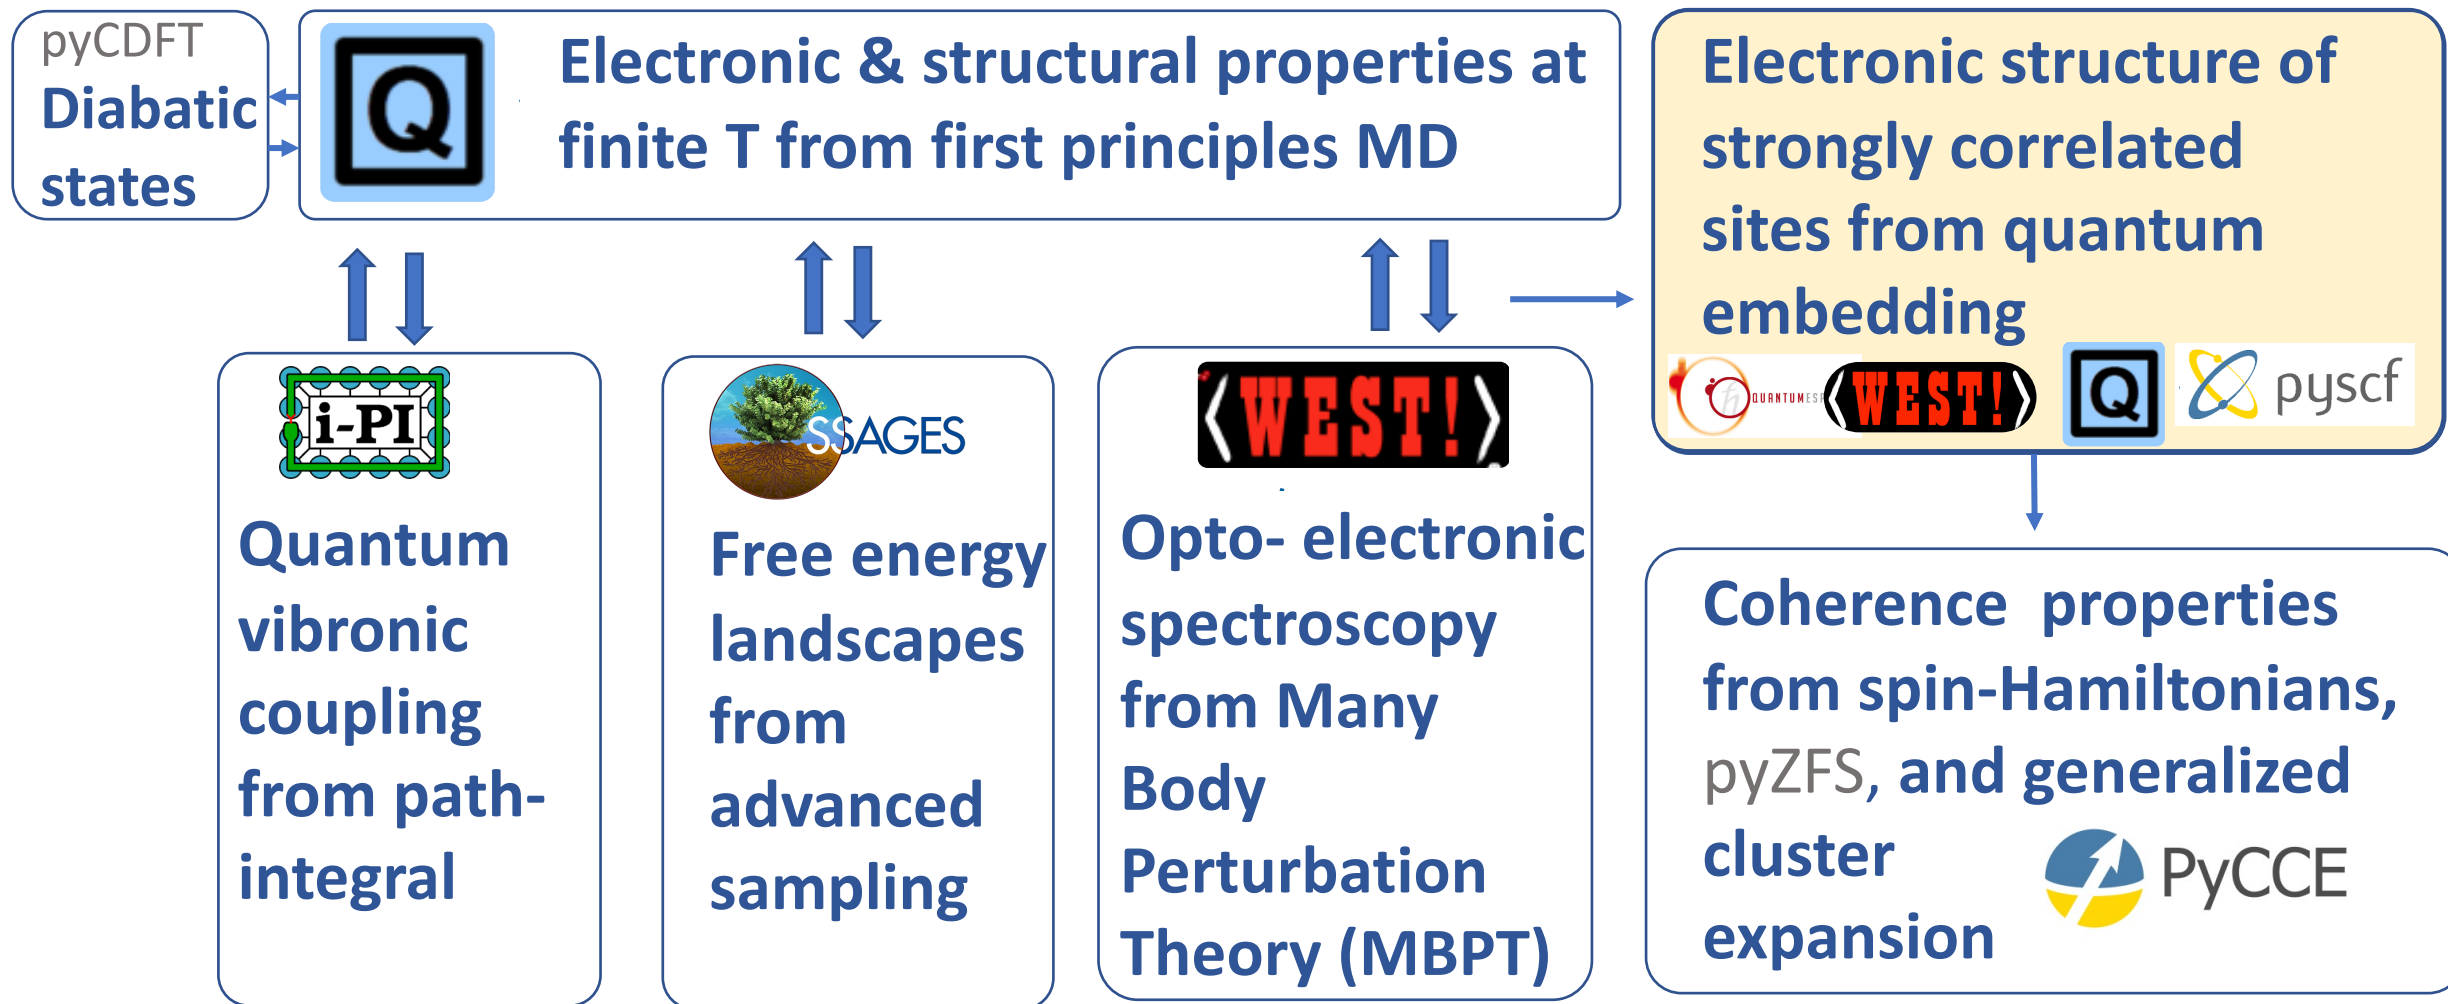 pyCDFT
Diabatic
states
Q
Electronic & structural properties at
finite T from first principles MD
Electronic structure of
strongly correlated
sites from quantum
embedding
QUANTUMESP
WEST!
Q
pyscf
i-PI
Quantum
vibronic
coupling
from path-
integral
SSAGES
Free energy
landscapes
from
advanced
sampling
WEST!
Opto- electronic
spectroscopy
from Many
Body
Perturbation
Theory (MBPT)
Coherence properties
from spin-Hamiltonians,
pyZFS, and generalized
cluster
expansion
PyCCE